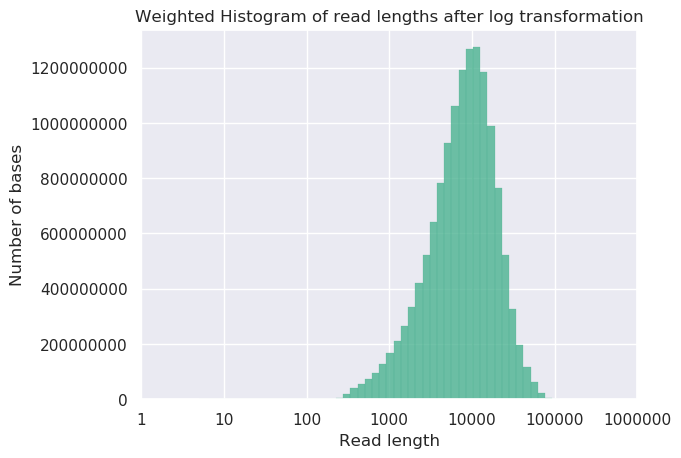 Weighted Histogram of read lengths after log transformation
Number of bases
1200000000
1000000000
800000000
600000000
400000000
200000000
0
1 10 100 1000 10000 100000 1000000
Read length